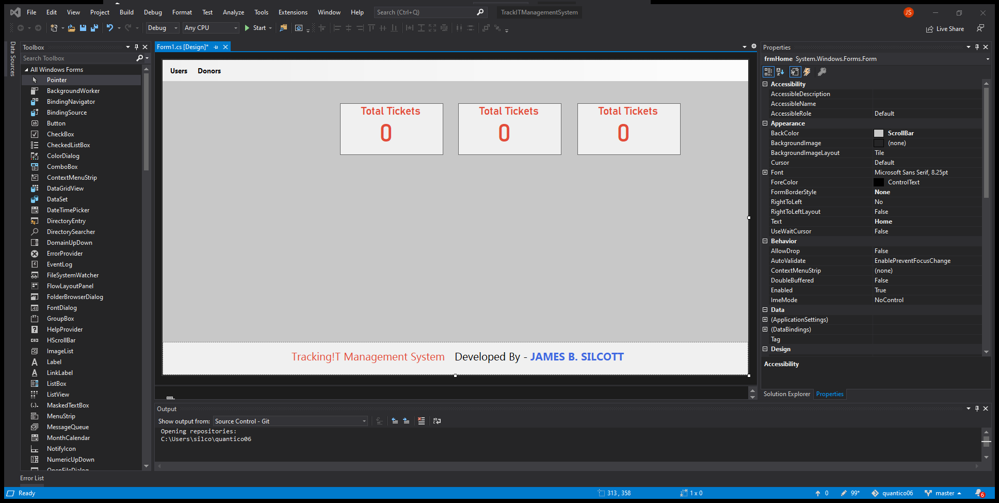 File Edit View Project Build Debug Format Test Analyze Tools Extensions Window Help Search (Ctrl+Q) TrackITManagementSystem JS
Debug Any CPU Start Live Share
Data Sources
Toolbox
Search Toolbox
All Windows Forms
Pointer
BackgroundWorker
BindingNavigator
BindingSource
Button
CheckBox
CheckedListBox
ColorDialog
ComboBox
ContextMenuStrip
DataGridView
DataSet
DateTimePicker
DirectoryEntry
DirectorySearcher
DomainUpDown
ErrorProvider
EventLog
FileSystemWatcher
FlowLayoutPanel
FolderBrowserDialog
FontDialog
GroupBox
HelpProvider
HScrollBar
ImageList
Label
LinkLabel
ListBox
ListView
MaskedTextBox
MenuStrip
MessageQueue
MonthCalendar
NotifyIcon
NumericUpDown
OpenFileDialog
Form1.cs [Design]*
Users Donors
Total Tickets Total Tickets Total Tickets
0 0 0
Tracking!T Management System Developed By - JAMES B. SILCOTT
Properties
frmHome System.Windows.Forms.Form
Accessibility
AccessibleDescription
AccessibleName
AccessibleRole Default
Appearance
BackColor ScrollBar
BackgroundImage (none)
BackgroundImageLayout Tile
Cursor Default
Font Microsoft Sans Serif, 8.25pt
ForeColor ControlText
FormBorderStyle None
RightToLeft No
RightToLeftLayout False
Text Home
UseWaitCursor False
Behavior
AllowDrop False
AutoValidate EnablePreventFocusChange
ContextMenuStrip (none)
DoubleBuffered False
Enabled True
ImeMode NoControl
Data
(ApplicationSettings)
(DataBindings)
Tag
Design
Accessibility
Solution Explorer Properties
Output
Show output from: Source Control - Git
Opening repositories:
C:\Users\silco\quantico06
Error List
Ready 313 , 358 1 x 0 0 99* quantico06 master 6